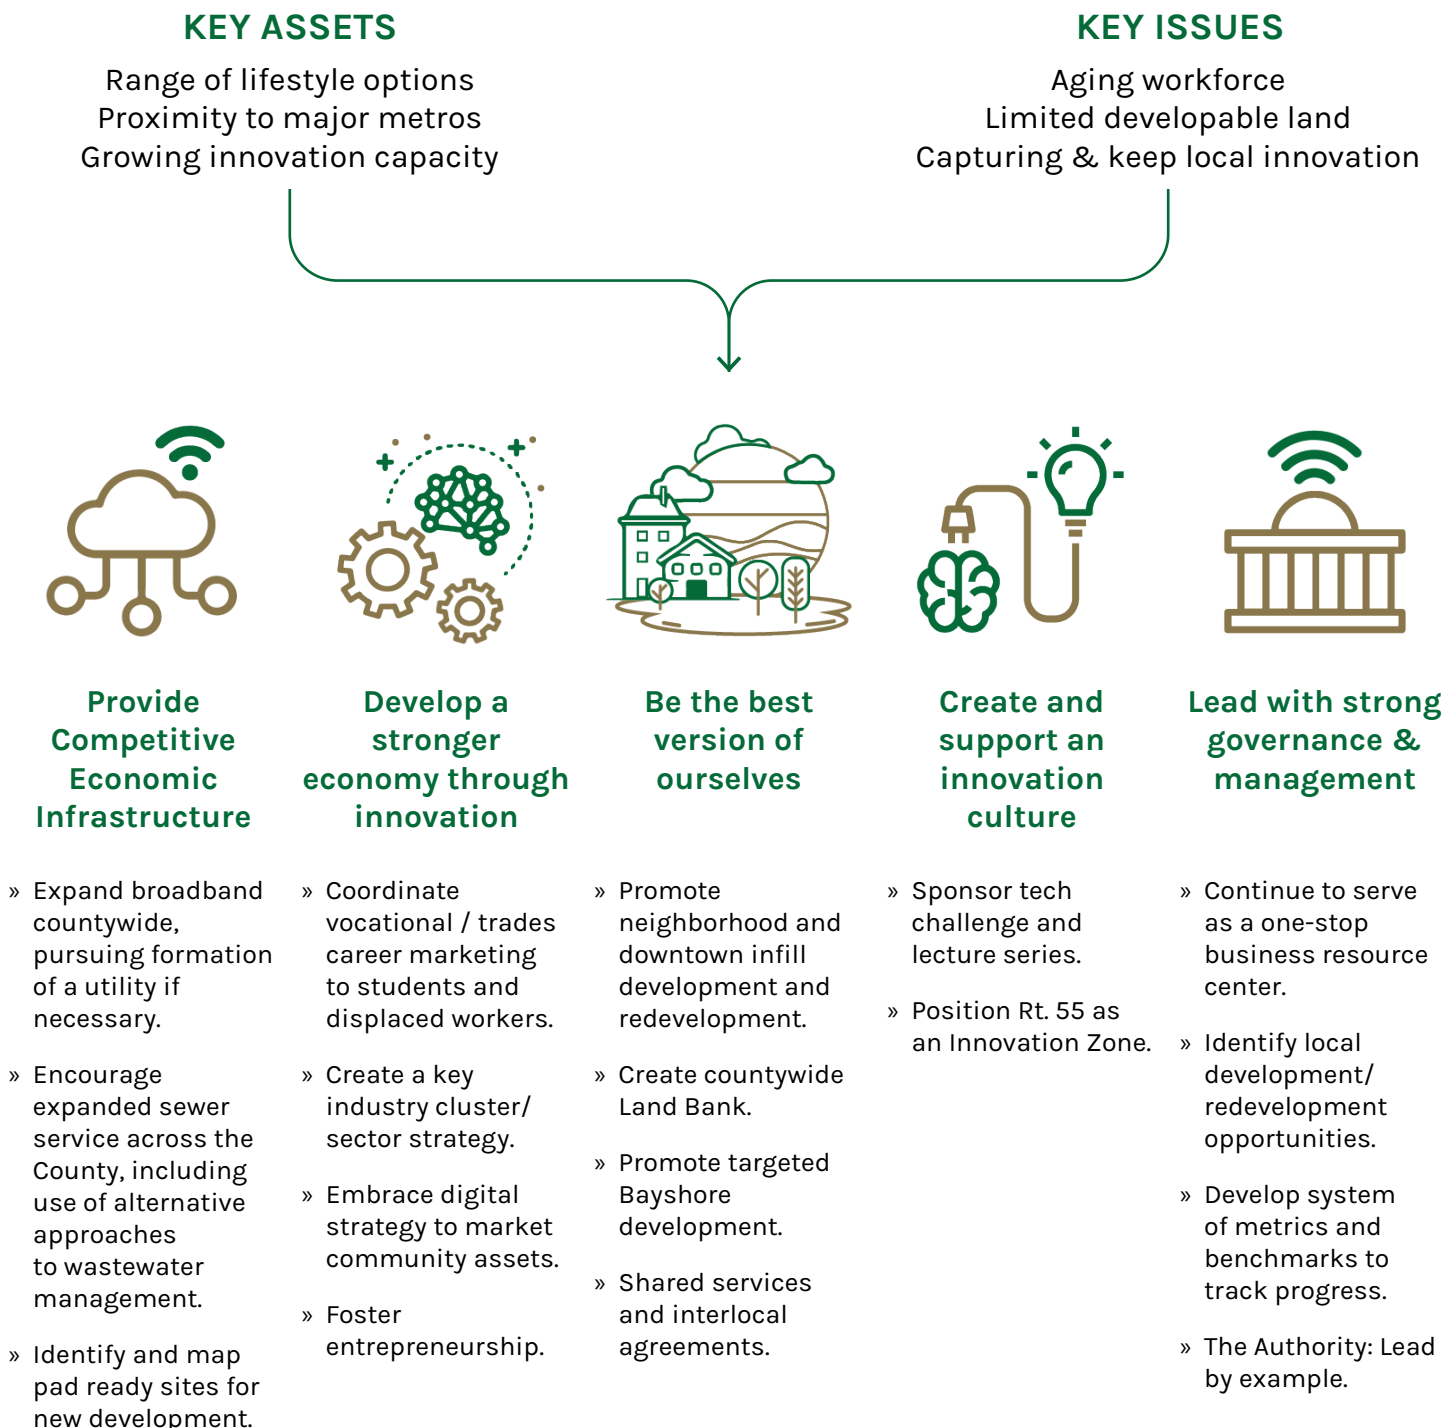 KEY ASSETS
Range of lifestyle options
Proximity to major metros
Growing innovation capacity
KEY ISSUES
Aging workforce
Limited developable land
Capturing & keep local innovation
Provide
Competitive
Economic
Infrastructure
» Expand broadband
countywide,
pursuing formation
of a utility if
necessary.
» Encourage
expanded sewer
service across the
County, including
use of alternative
approaches
to wastewater
management.
» Identify and map
pad ready sites for
new development.
Develop a
stronger
economy through
innovation
» Coordinate
vocational / trades
career marketing
to students and
displaced workers.
» Create a key
industry cluster/
sector strategy.
» Embrace digital
strategy to market
community assets.
» Foster
entrepreneurship.
Be the best
version of
ourselves
» Promote
neighborhood and
downtown infill
development and
redevelopment.
» Create countywide
Land Bank.
» Promote targeted
Bayshore
development.
» Shared services
and interlocal
agreements.
Create and
support an
innovation
culture
» Sponsor tech
challenge and
lecture series.
» Position Rt. 55 as
an Innovation Zone.
Lead with strong
governance &
management
» Continue to serve
as a one-stop
business resource
center.
» Identify local
development/
redevelopment
opportunities.
» Develop system
of metrics and
benchmarks to
track progress.
» The Authority: Lead
by example.